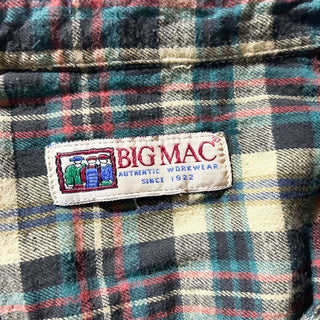 BIG MAC
AUTHENTIC WORKWEAR
SINCE 1922